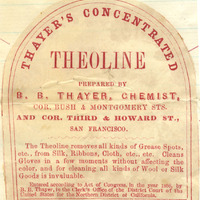 THAYER'S CONCENTRATED
THEOLINE
PREPARED BY
B. B. THAYER, CHEMIST,
COR. BUSH & MONTGOMERY STS.
AND COR. THIRD & HOWARD ST.,
SAN FRANCISCO.
The Theoline removes all kinds of Grease Spots,
etc., from Silk, Ribbons, Cloth, etc., etc. Cleans
Gloves in a few moments without affecting the
color, and for cleaning all kinds of Wool or Silk
Goods is invaluable.
Entered according to Act of Congress, in the year by
B. B. Thayer, in the Clerk's Office of the District Court of the
United States for the Northern District of California.